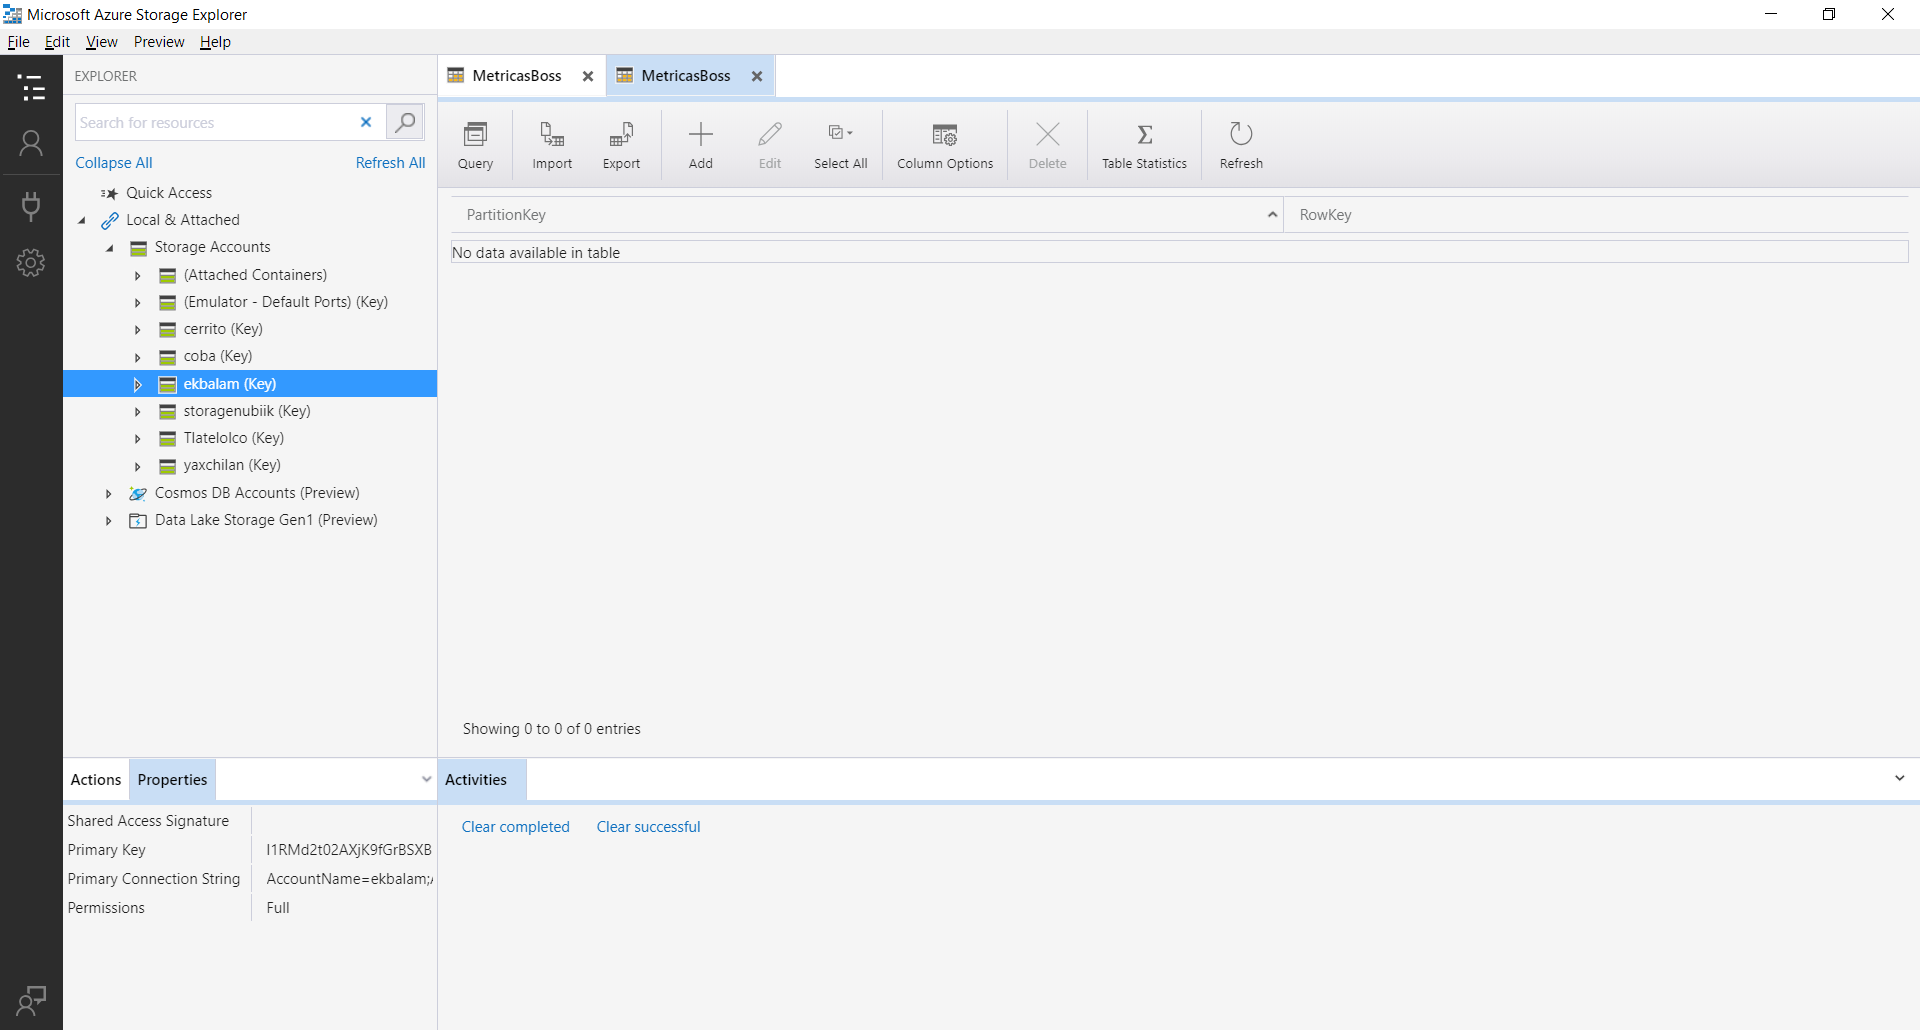 Microsoft Azure Storage Explorer
File Edit View Preview Help
EXPLORER
Search for resources
Collapse All Refresh All
Quick Access
Local & Attached
Storage Accounts
(Attached Containers)
(Emulator - Default Ports) (Key)
cerrito (Key)
coba (Key)
ekbalam (Key)
storagenubiik (Key)
Tlatelolco (Key)
yaxchilan (Key)
Cosmos DB Accounts (Preview)
Data Lake Storage Gen1 (Preview)
Actions Properties
Shared Access Signature
Primary Key I1RMd2t02AXjK9fGrBSXB
Primary Connection String AccountName=ekbalam;
Permissions Full
MetricasBoss MetricasBoss
Query Import Export Add Edit Select All Column Options Delete Table Statistics Refresh
PartitionKey RowKey
No data available in table
Showing 0 to 0 of 0 entries
Activities
Clear completed Clear successful